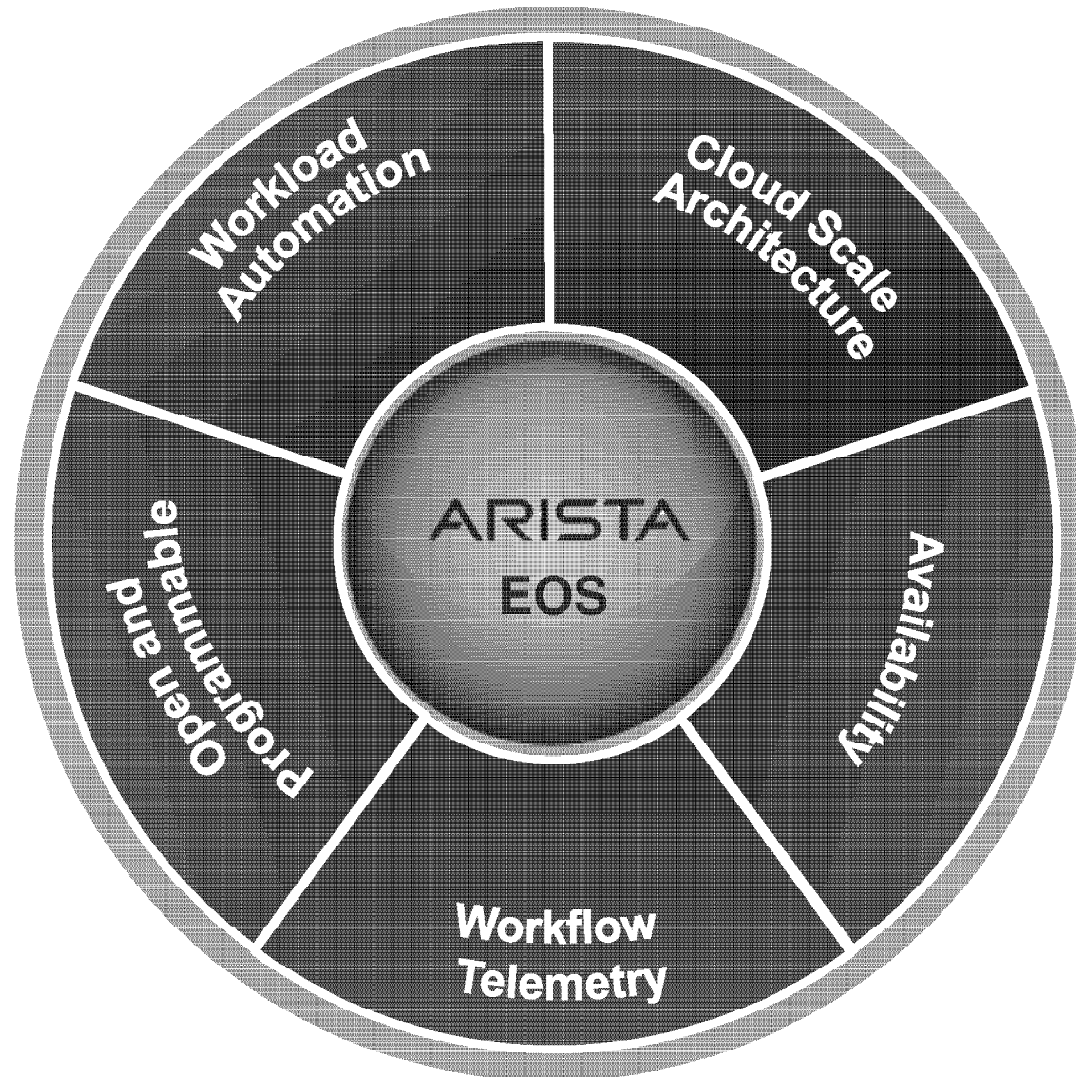 Workload
Automation
Cloud Scale
Architecture
ARISTA
EOS
Open and
Programmable
Availability
Workflow
Telemetry